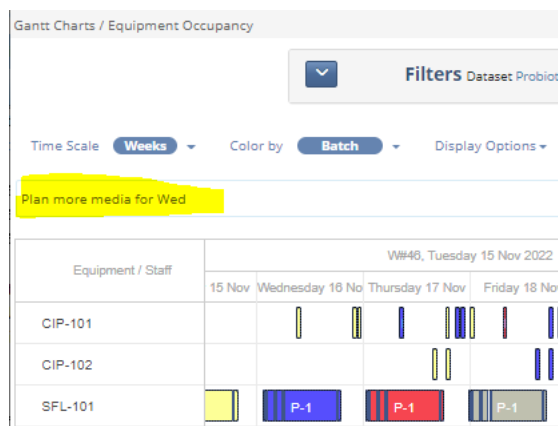 Gantt Charts / Equipment Occupancy
Filters Dataset Probiot
Time Scale Weeks Color by Batch Display Options
Plan more media for Wed
Equipment / Staff
W#46, Tuesday 15 Nov 2022
15 Nov Wednesday 16 No Thursday 17 Nov Friday 18 Nov
CIP-101
CIP-102
SFL-101 P-1 P-1 P-1